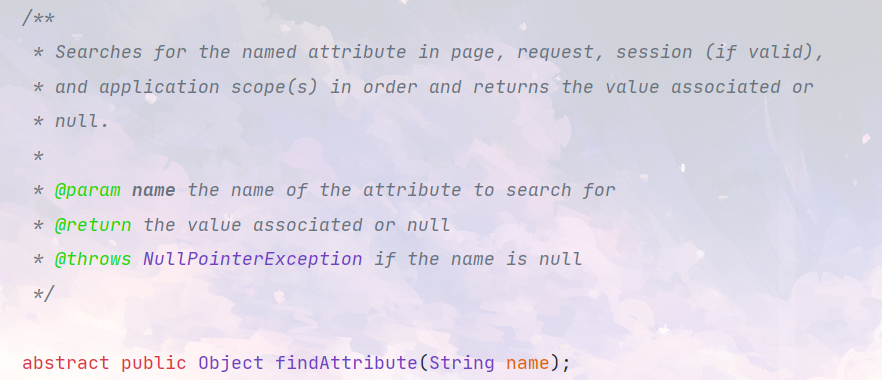 /**
 * Searches for the named attribute in page, request, session (if valid),
 * and application scope(s) in order and returns the value associated or
 * null.
 *
 * @param name the name of the attribute to search for
 * @return the value associated or null
 * @throws NullPointerException if the name is null
 */
abstract public Object findAttribute(String name);